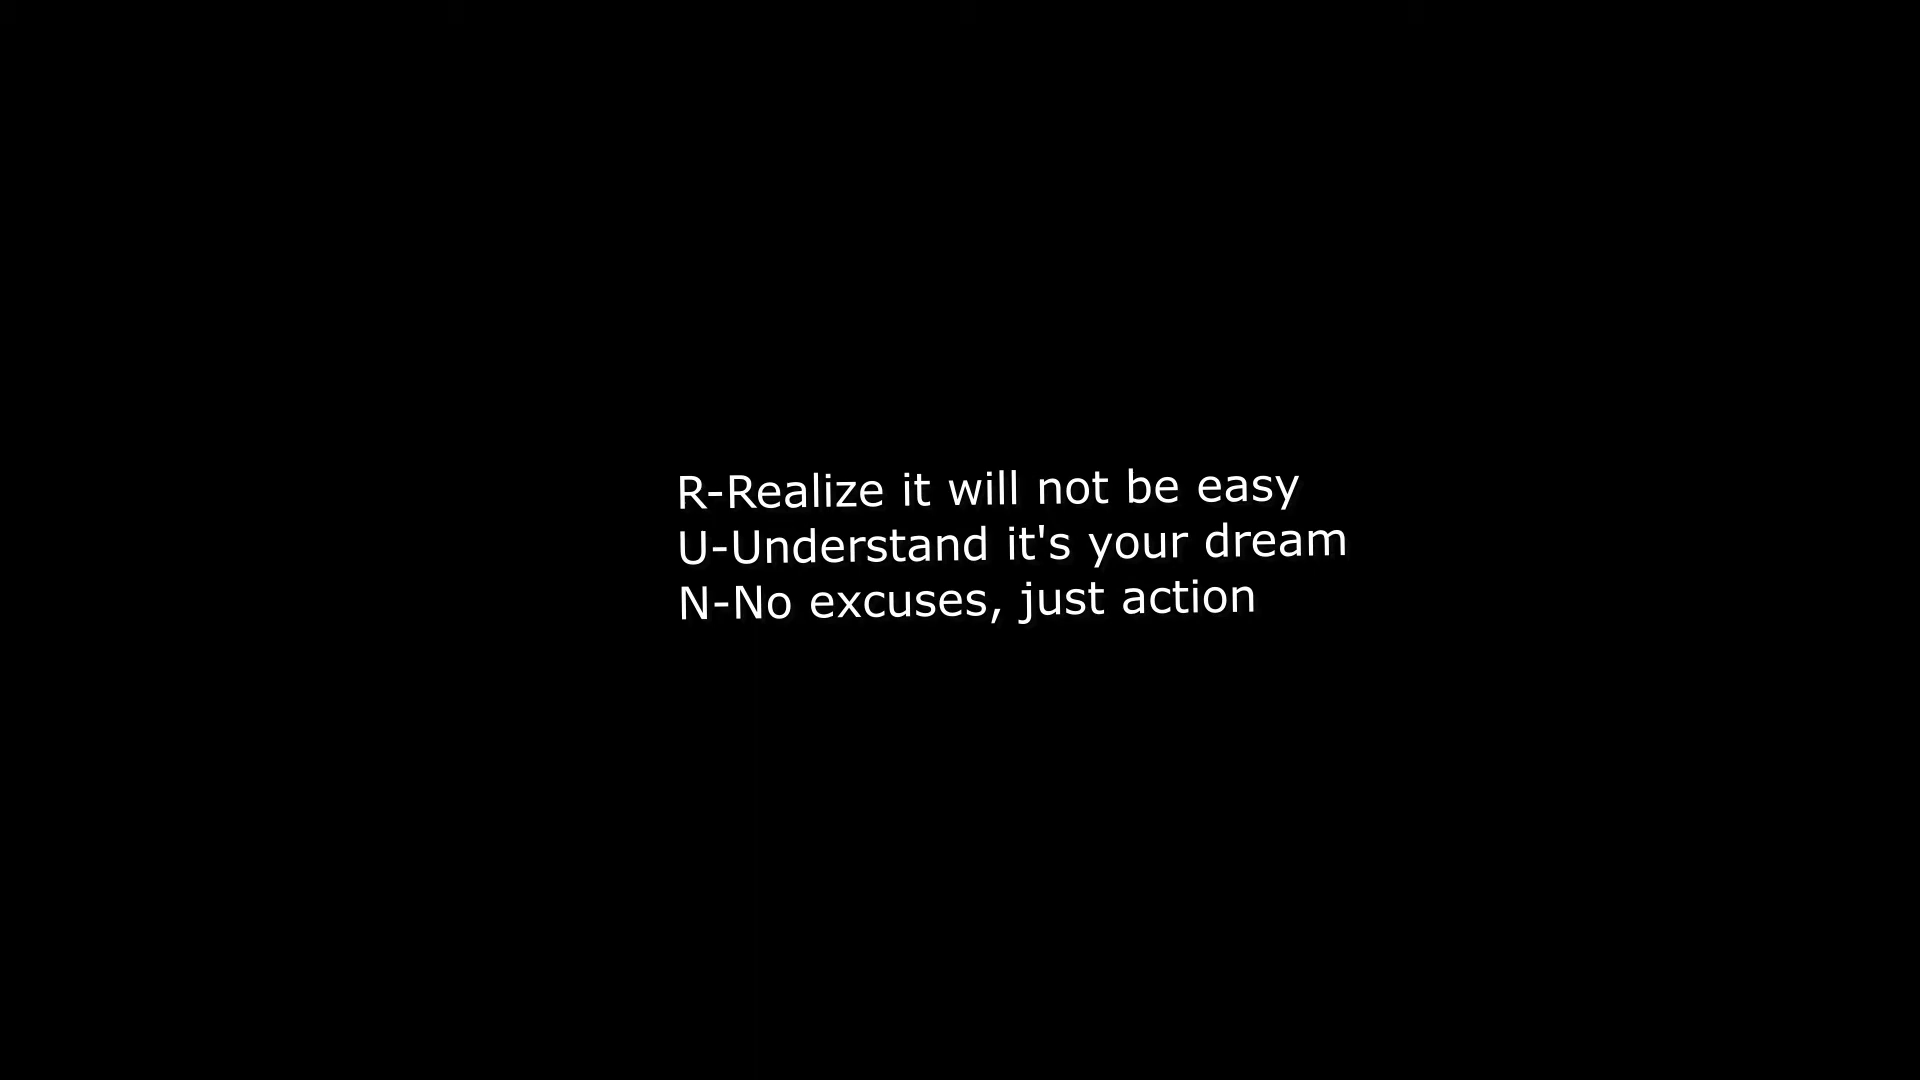 R-Realize it will not be easy
U-Understand it's your dream
N-No excuses, just action